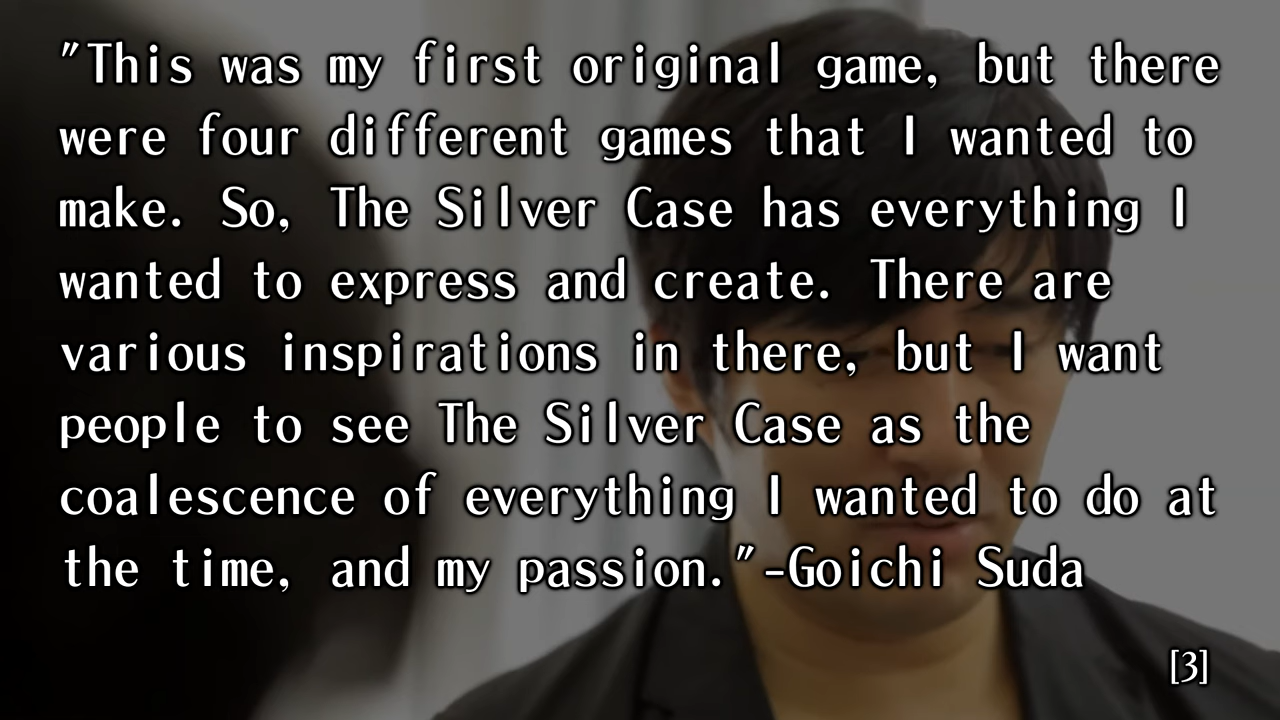 "This was my first original game, but there
were four different games that I wanted to
make. So, The Silver Case has everything I
wanted to express and create. There are
various inspirations in there, but I want
people to see The Silver Case as the
coalescence of everything I wanted to do at
the time, and my passion."-Goichi Suda
[3]